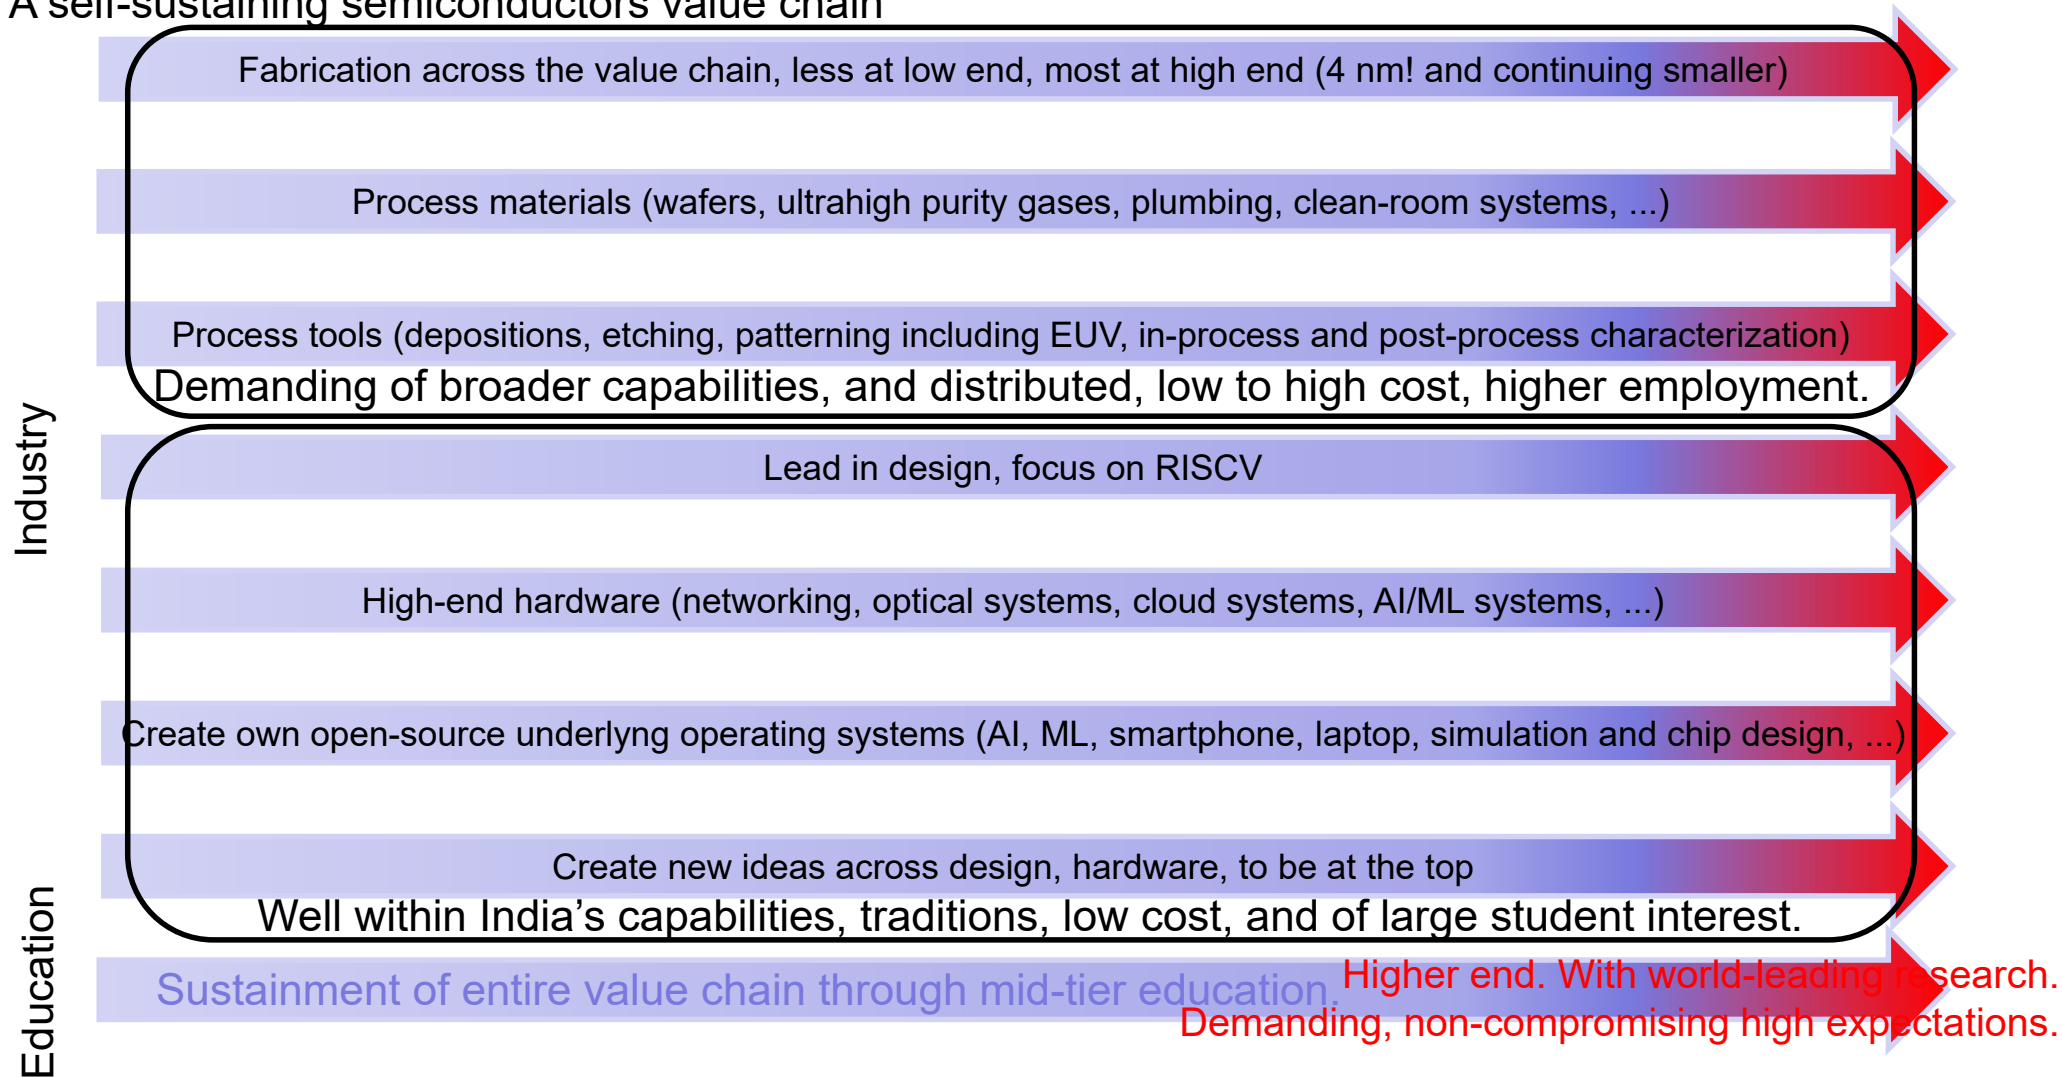 A self-sustaining semiconductors value chain
Fabrication across the value chain, less at low end, most at high end (4 nm! and continuing smaller)
Process materials (wafers, ultrahigh purity gases, plumbing, clean-room systems, ...)
Process tools (depositions, etching, patterning including EUV, in-process and post-process characterization)
Demanding of broader capabilities, and distributed, low to high cost, higher employment.
Industry
Lead in design, focus on RISCV
High-end hardware (networking, optical systems, cloud systems, AI/ML systems, ...)
Create own open-source underlyng operating systems (AI, ML, smartphone, laptop, simulation and chip design, ...)
Create new ideas across design, hardware, to be at the top
Well within India’s capabilities, traditions, low cost, and of large student interest.
Education
Sustainment of entire value chain through mid-tier education.
Higher end. With world-leading research.
Demanding, non-compromising high expectations.